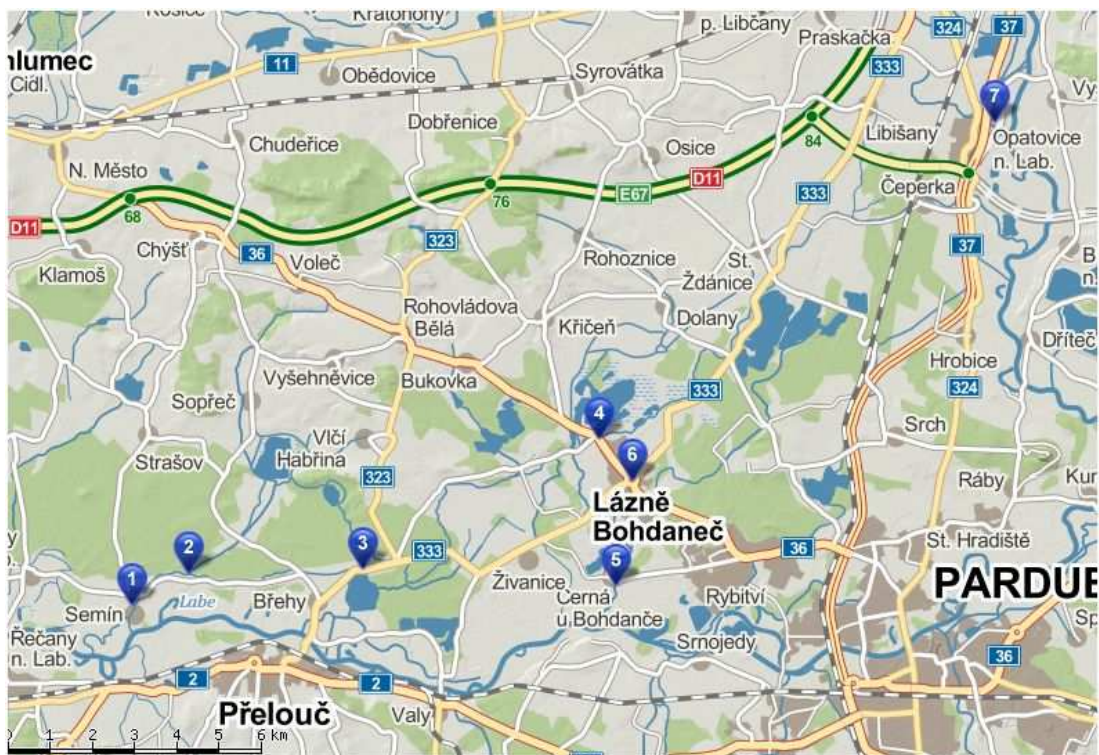 Kratonohy
324
37
p. Libčany
Praskačka
hlumec
11
Obědovice
Syrovátka
333
Cidl.
7
Dobřenice
Libišany
Opatovice
n. Lab.
Chudeřice
Osice
84
N. Město
D11
Čeperka
76
E67
333
68
D11
323
Chýšť
36
Voleč
Rohoznice
St.
Ždánice
37
Klamoš
Rohovládova
Bělá
Křičeň
Dolany
Dříteč
Hrobice
Vyšehněvice
Bukovka
333
324
Sopřeč
4
Srch
Vlčí
Habřina
Strašov
6
323
Ráby
Lázně
Bohdaneč
2
3
333
36
St. Hradiště
1
5
PARDUB
Živanice
Černá
u Bohdanče
Rybitví
Semín
Labe
Břehy
Řečany
n. Lab.
Srnojedy
36
2
2
Přelouč
Valy
1 2 3 4 5 6 km